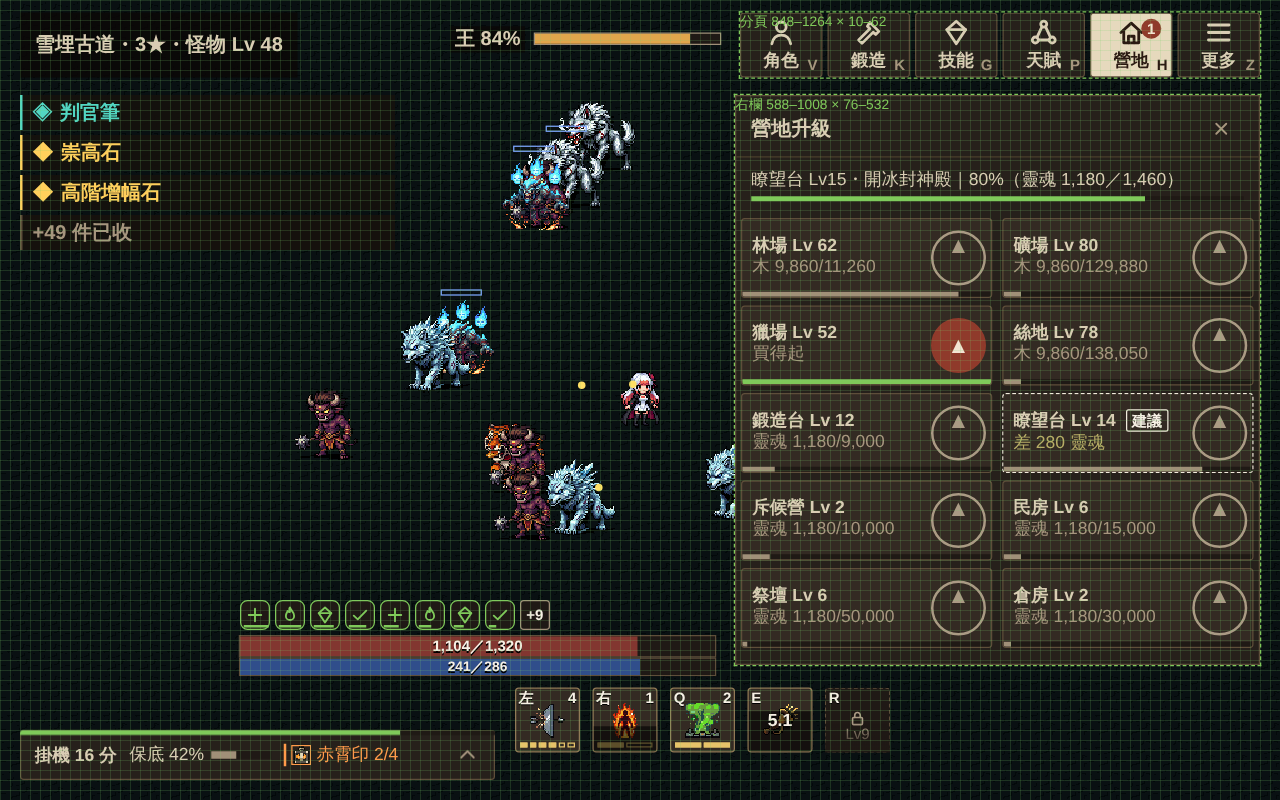 雪埋古道・3★・怪物 Lv 48
王 84%
分頁 848–1264 × 10–62
角色 V
鍛造 K
技能 G
天賦 P
營地 H
1
更多 Z
判官筆
崇高石
高階增幅石
+49 件已收
右欄 588–1008 × 76–532
營地升級
×
瞭望台 Lv15・開冰封神殿｜80%（靈魂 1,180／1,460）
林場 Lv 62
木 9,860/11,260
礦場 Lv 80
木 9,860/129,880
獵場 Lv 52
買得起
絲地 Lv 78
木 9,860/138,050
鍛造台 Lv 12
靈魂 1,180/9,000
瞭望台 Lv 14 建議
差 280 靈魂
斥候營 Lv 2
靈魂 1,180/10,000
民房 Lv 6
靈魂 1,180/15,000
祭壇 Lv 6
靈魂 1,180/50,000
倉房 Lv 2
靈魂 1,180/30,000
+9
1,104／1,320
241／286
左 4
右 1
Q 2
E
5.1
R
Lv9
掛機 16 分 保底 42%
赤霄印 2/4